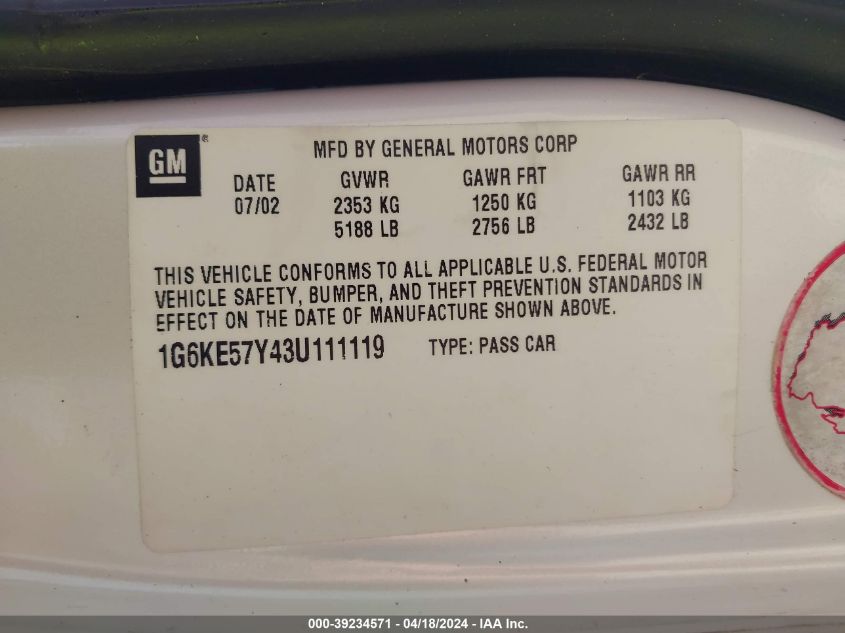 GM®
MFD BY GENERAL MOTORS CORP
DATE GVWR GAWR FRT GAWR RR
07/02 2353 KG 1250 KG 1103 KG
5188 LB 2756 LB 2432 LB
THIS VEHICLE CONFORMS TO ALL APPLICABLE U.S. FEDERAL MOTOR
VEHICLE SAFETY, BUMPER, AND THEFT PREVENTION STANDARDS IN
EFFECT ON THE DATE OF MANUFACTURE SHOWN ABOVE.
1G6KE57Y43U111119 TYPE: PASS CAR
000-39234571 - 04/18/2024 - IAA Inc.